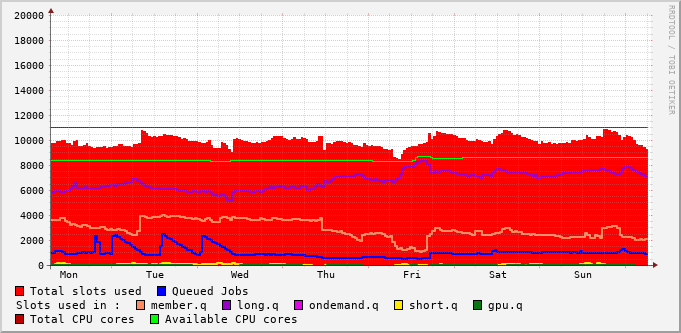 RRDTOOL / TOBI OETIKER
20000
18000
16000
14000
12000
10000
8000
6000
4000
2000
0
Mon Tue Wed Thu Fri Sat Sun
Total slots used Queued Jobs
Slots used in : member.q long.q ondemand.q short.q gpu.q
Total CPU cores Available CPU cores